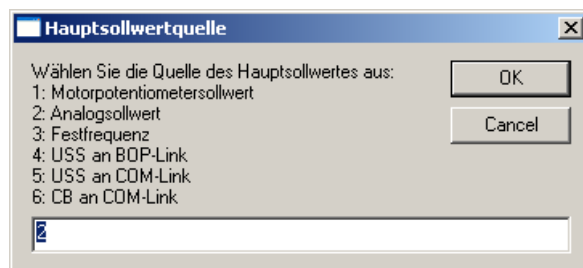 Hauptsollwertquelle
Wählen Sie die Quelle des Hauptsollwertes aus:
1: Motorpotentiometersollwert
2: Analogsollwert
3: Festfrequenz
4: USS an BOP-Link
5: USS an COM-Link
6: CB an COM-Link
OK
Cancel
2